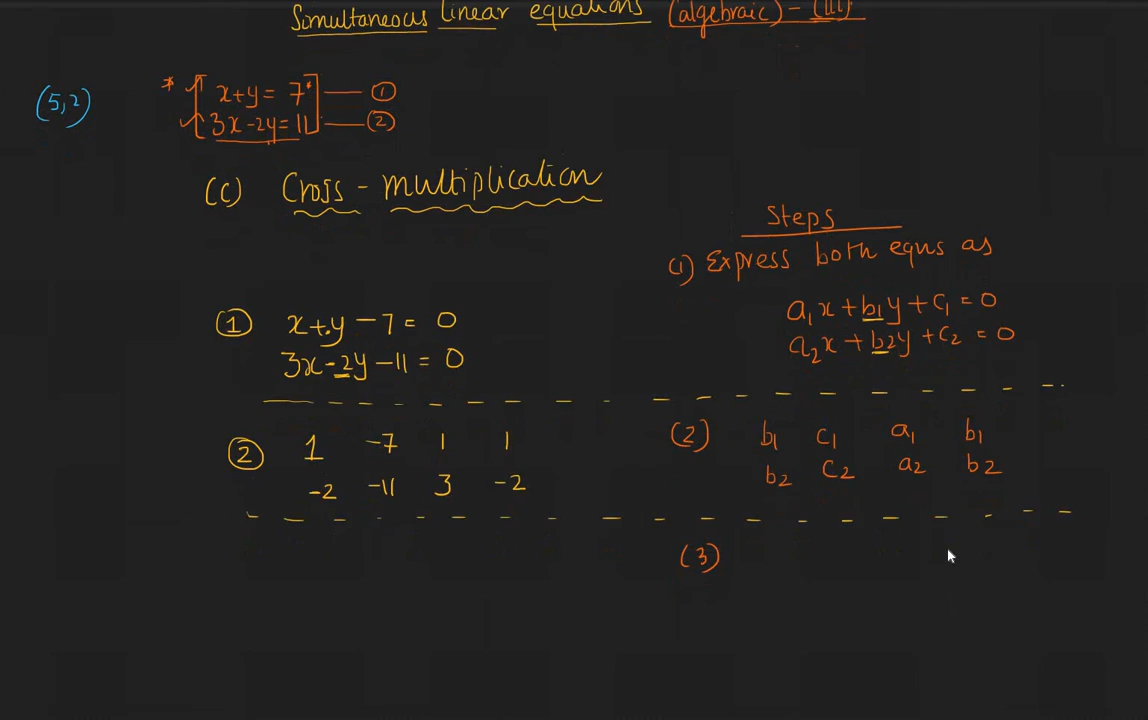 Simultaneous linear equations (algebraic) - (III)
(5,2)
* x+y = 7* ①
3x-2y=11 ②
(C) Cross - multiplication
Steps
(1) Express both equns as
a₁x + b₁y + c₁ = 0
a₂x + b₂y + c₂ = 0
① x+y - 7 = 0
3x - 2y - 11 = 0
② 1 -7 1 1
-2 -11 3 -2
(2) b₁ c₁ a₁ b₁
b₂ c₂ a₂ b₂
(3)